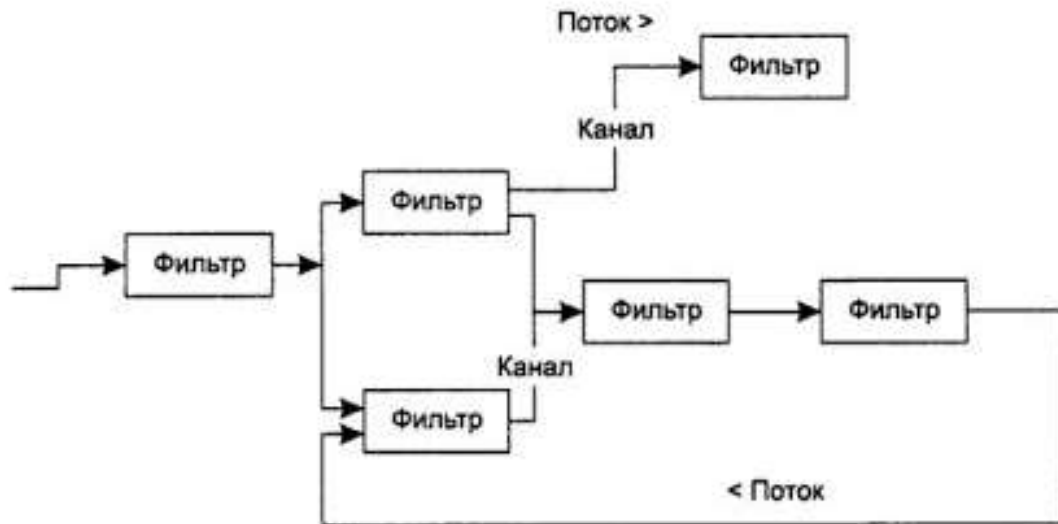 Поток >
Фильтр
Канал
Фильтр
Фильтр
Фильтр
Фильтр
Канал
Фильтр
< Поток